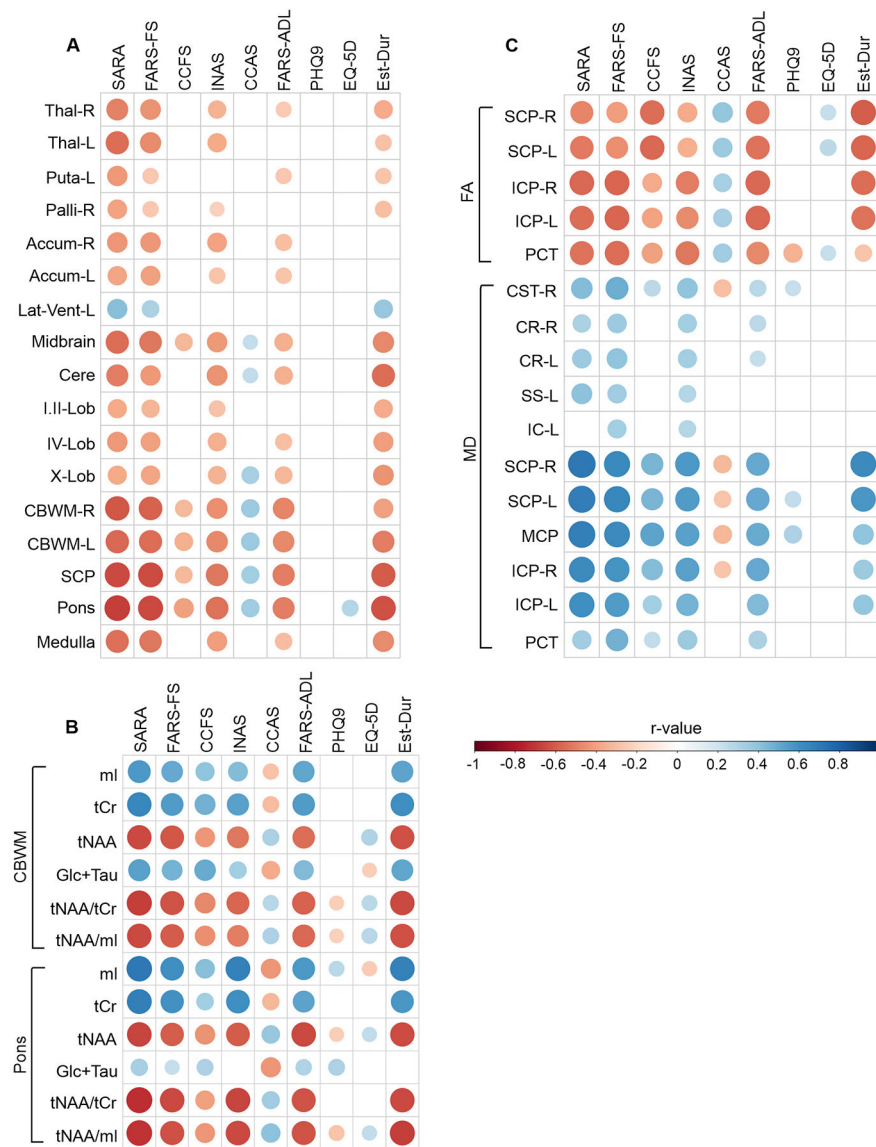 A
SARA
FARS-FS
CCFS
INAS
CCAS
FARS-ADL
PHQ9
EQ-5D
Est-Dur
Thal-R
Thal-L
Puta-L
Palli-R
Accum-R
Accum-L
Lat-Vent-L
Midbrain
Cere
I.II-Lob
IV-Lob
X-Lob
CBWM-R
CBWM-L
SCP
Pons
Medulla
B
SARA
FARS-FS
CCFS
INAS
CCAS
FARS-ADL
PHQ9
EQ-5D
Est-Dur
CBWM
mI
tCr
tNAA
Glc+Tau
tNAA/tCr
tNAA/mI
Pons
mI
tCr
tNAA
Glc+Tau
tNAA/tCr
tNAA/mI
C
SARA
FARS-FS
CCFS
INAS
CCAS
FARS-ADL
PHQ9
EQ-5D
Est-Dur
FA
SCP-R
SCP-L
ICP-R
ICP-L
PCT
MD
CST-R
CR-R
CR-L
SS-L
IC-L
SCP-R
SCP-L
MCP
ICP-R
ICP-L
PCT
r-value
-1 -0.8 -0.6 -0.4 -0.2 0 0.2 0.4 0.6 0.8